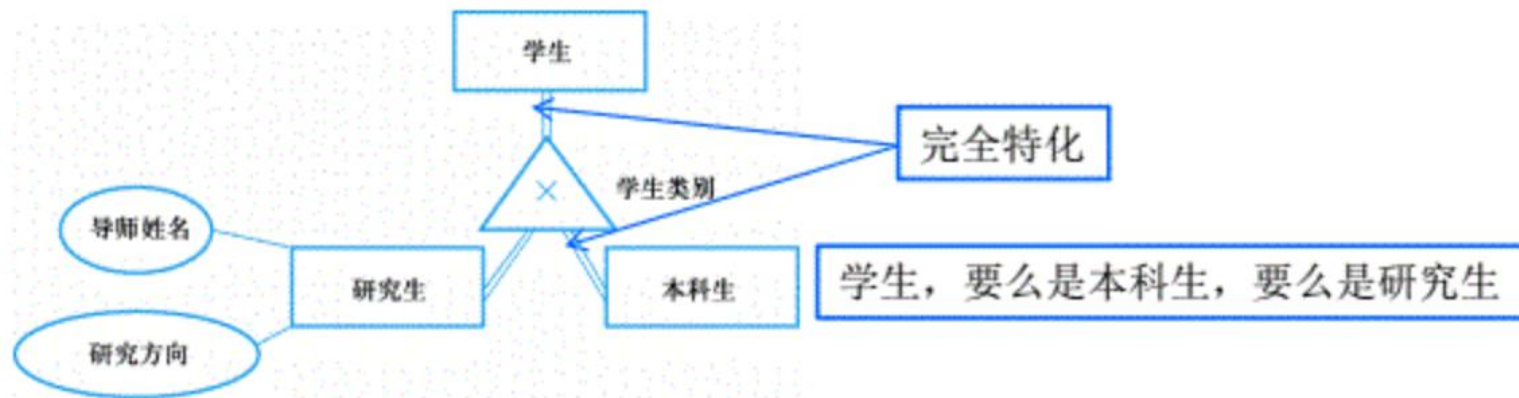 学生
完全特化
学生类别
导师姓名
研究生
本科生
学生，要么是本科生，要么是研究生
研究方向